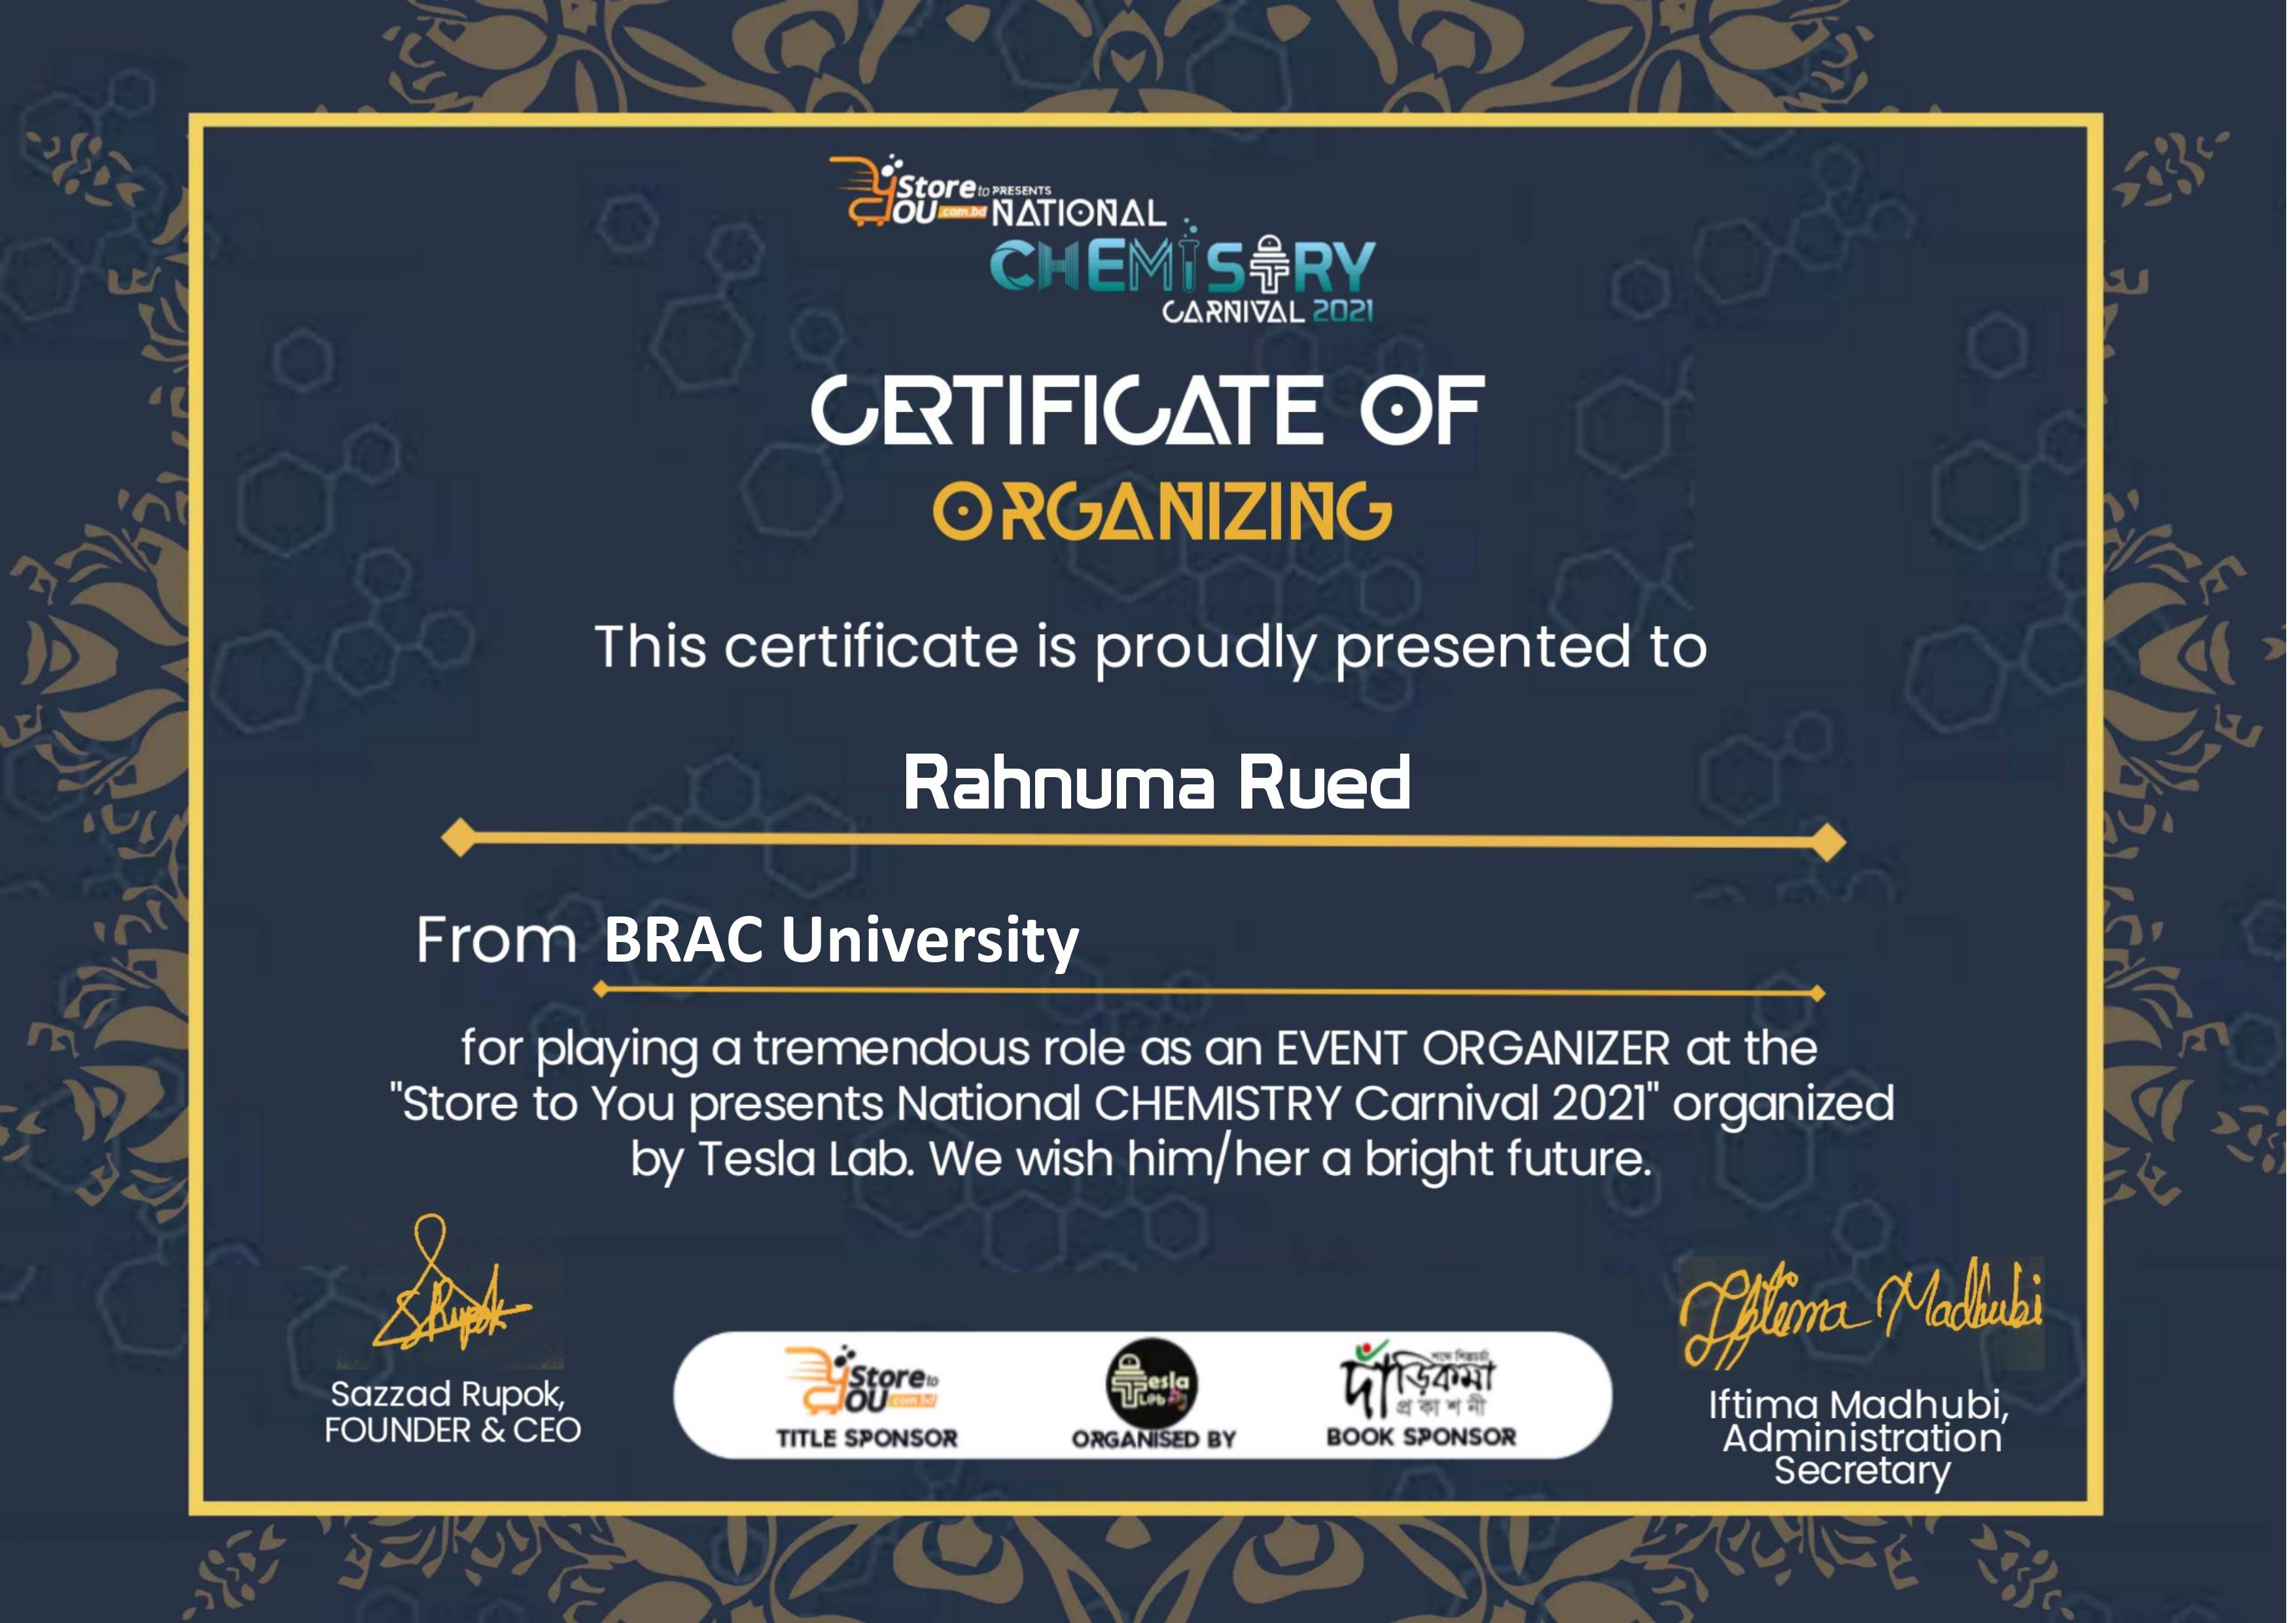 Store to PRESENTS
YOU .com.bd NATIONAL
CHEMISTRY
CARNIVAL 2021
CERTIFICATE OF
ORGANIZING
This certificate is proudly presented to
Rahnuma Rued
From BRAC University
for playing a tremendous role as an EVENT ORGANIZER at the
"Store to You presents National CHEMISTRY Carnival 2021" organized
by Tesla Lab. We wish him/her a bright future.
S Rupok
Iftima Madhubi
Sazzad Rupok,
FOUNDER & CEO
Store to
YOU .com.bd
TITLE SPONSOR
Tesla
Lab
ORGANISED BY
দাঁড়িকমা
প্রকাশনী
BOOK SPONSOR
Iftima Madhubi,
Administration
Secretary